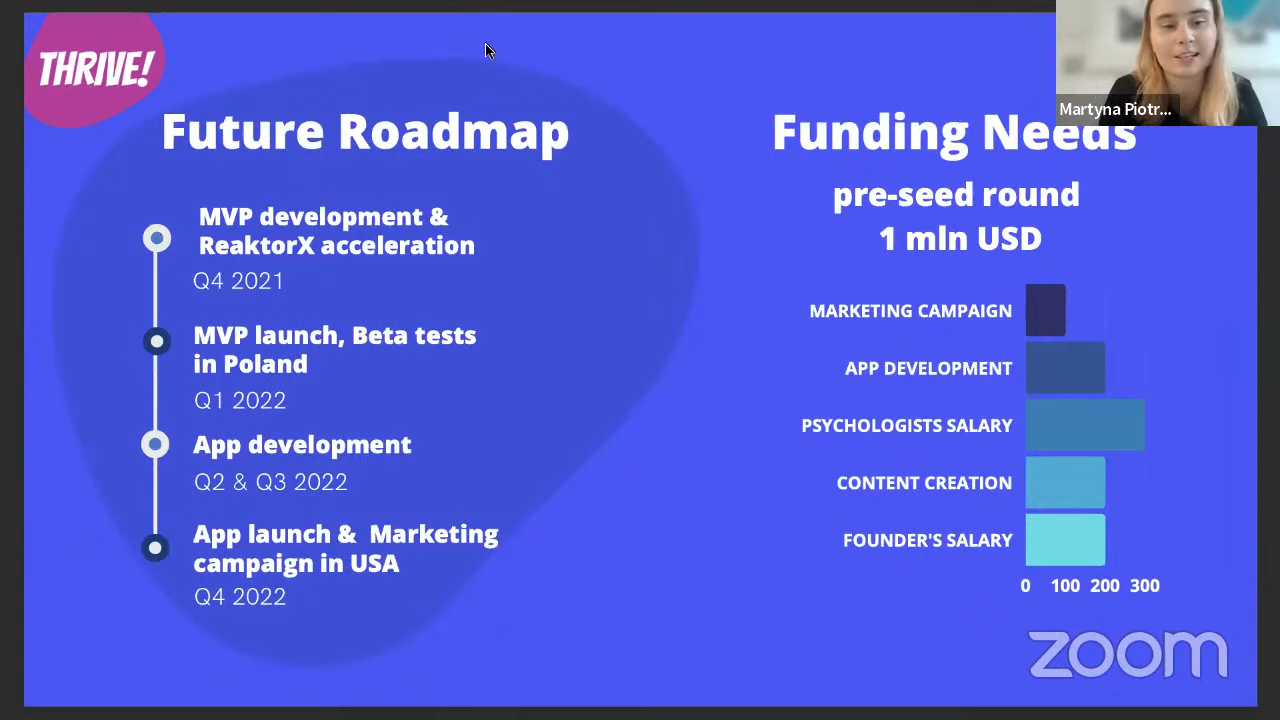 THRIVE!
Martyna Piotr...
Future Roadmap
MVP development &
ReaktorX acceleration
Q4 2021
MVP launch, Beta tests
in Poland
Q1 2022
App development
Q2 & Q3 2022
App launch & Marketing
campaign in USA
Q4 2022
Funding Needs
pre-seed round
1 mln USD
MARKETING CAMPAIGN
APP DEVELOPMENT
PSYCHOLOGISTS SALARY
CONTENT CREATION
FOUNDER'S SALARY
0 100 200 300
zoom